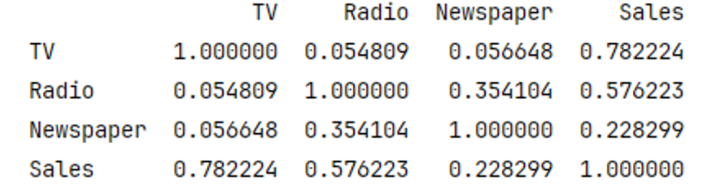 TV Radio Newspaper Sales
TV 1.000000 0.054809 0.056648 0.782224
Radio 0.054809 1.000000 0.354104 0.576223
Newspaper 0.056648 0.354104 1.000000 0.228299
Sales 0.782224 0.576223 0.228299 1.000000